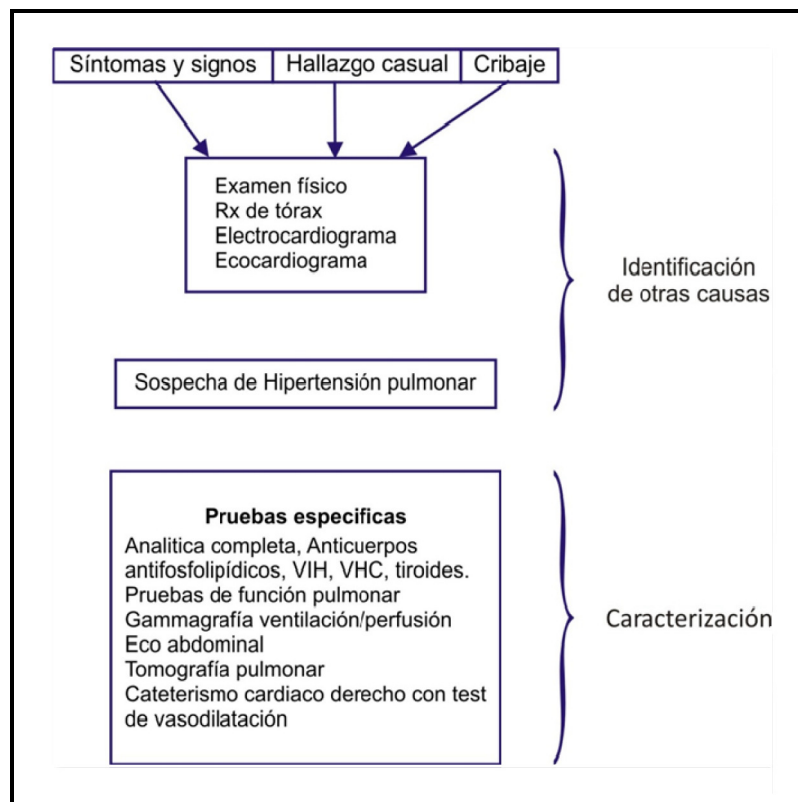 Síntomas y signos
Hallazgo casual
Cribaje
Examen físico
Rx de tórax
Electrocardiograma
Ecocardiograma
Identificación
de otras causas
Sospecha de Hipertensión pulmonar
Pruebas especificas
Analitica completa, Anticuerpos
antifosfolipídicos, VIH, VHC, tiroides.
Pruebas de función pulmonar
Gammagrafía ventilación/perfusión
Eco abdominal
Tomografía pulmonar
Cateterismo cardiaco derecho con test
de vasodilatación
Caracterización